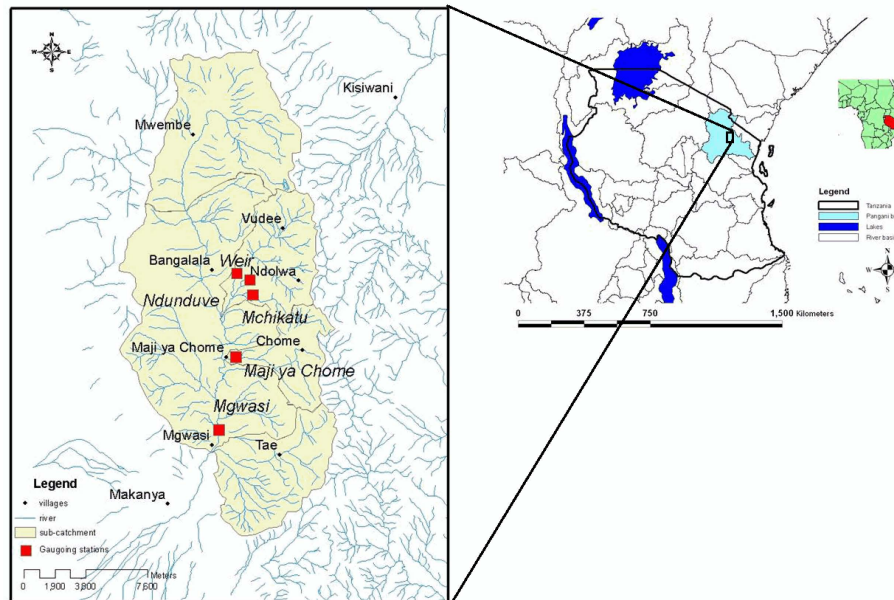 N
W E
S
Kisiwani
Mwembe
Vudee
Bangalala
Weir
Ndolwa
Ndunduve
Mchikatu
Chome
Maji ya Chome
Maji ya Chome
Mgwasi
Mgwasi
Tae
Makanya
Legend
villages
river
sub-catchment
Gaugoing stations
Meters
0 1,900 3,800 7,600
Legend
Tanzania
Pangani b
Lakes
River basi
N
W E
S
0 375 750 1,500 Kilometers